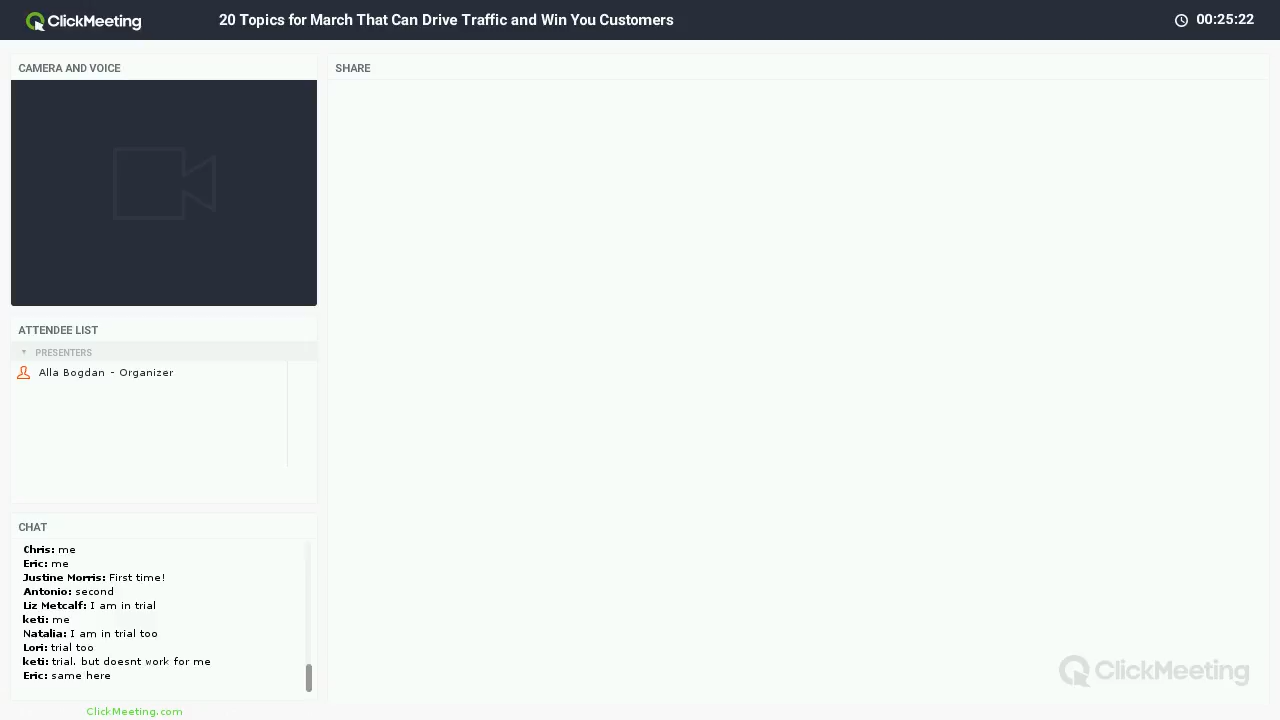 ClickMeeting
20 Topics for March That Can Drive Traffic and Win You Customers
00:25:22
CAMERA AND VOICE
SHARE
ATTENDEE LIST
PRESENTERS
Alla Bogdan - Organizer
CHAT
Chris: me
Eric: me
Justine Morris: First time!
Antonio: second
Liz Metcalf: I am in trial
keti: me
Natalia: I am in trial too
Lori: trial too
keti: trial. but doesnt work for me
Eric: same here
ClickMeeting
ClickMeeting.com